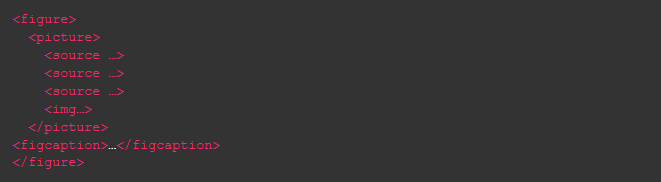 <figure>
  <picture>
    <source …>
    <source …>
    <source …>
    <img…>
  </picture>
<figcaption>…</figcaption>
</figure>